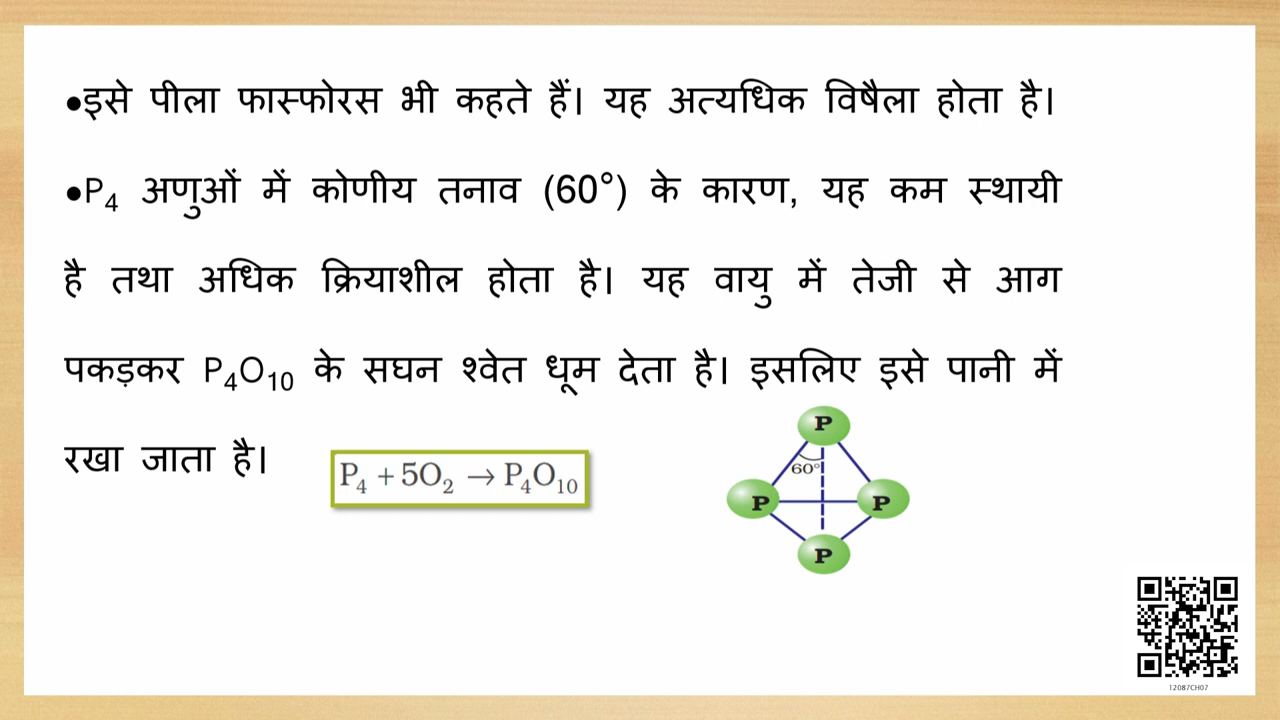 •इसे पीला फास्फोरस भी कहते हैं। यह अत्यधिक विषैला होता है।
•P₄ अणुओं में कोणीय तनाव (60°) के कारण, यह कम स्थायी
है तथा अधिक क्रियाशील होता है। यह वायु में तेजी से आग
पकड़कर P₄O₁₀ के सघन श्वेत धूम देता है। इसलिए इसे पानी में
रखा जाता है।
P₄ + 5O₂ → P₄O₁₀
P
60°
P P
P
12087CH07